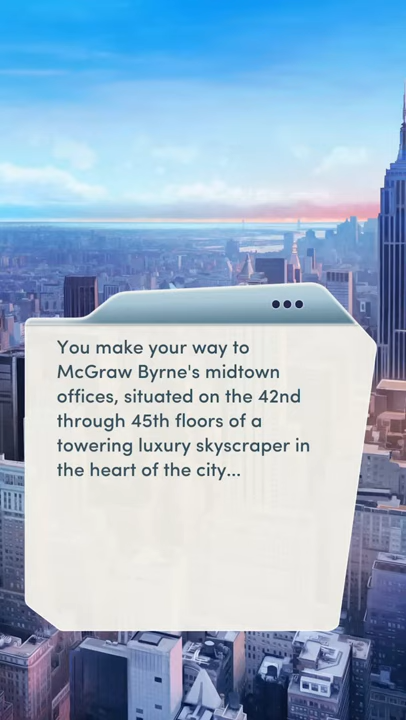 You make your way to
McGraw Byrne's midtown
offices, situated on the 42nd
through 45th floors of a
towering luxury skyscraper in
the heart of the city...